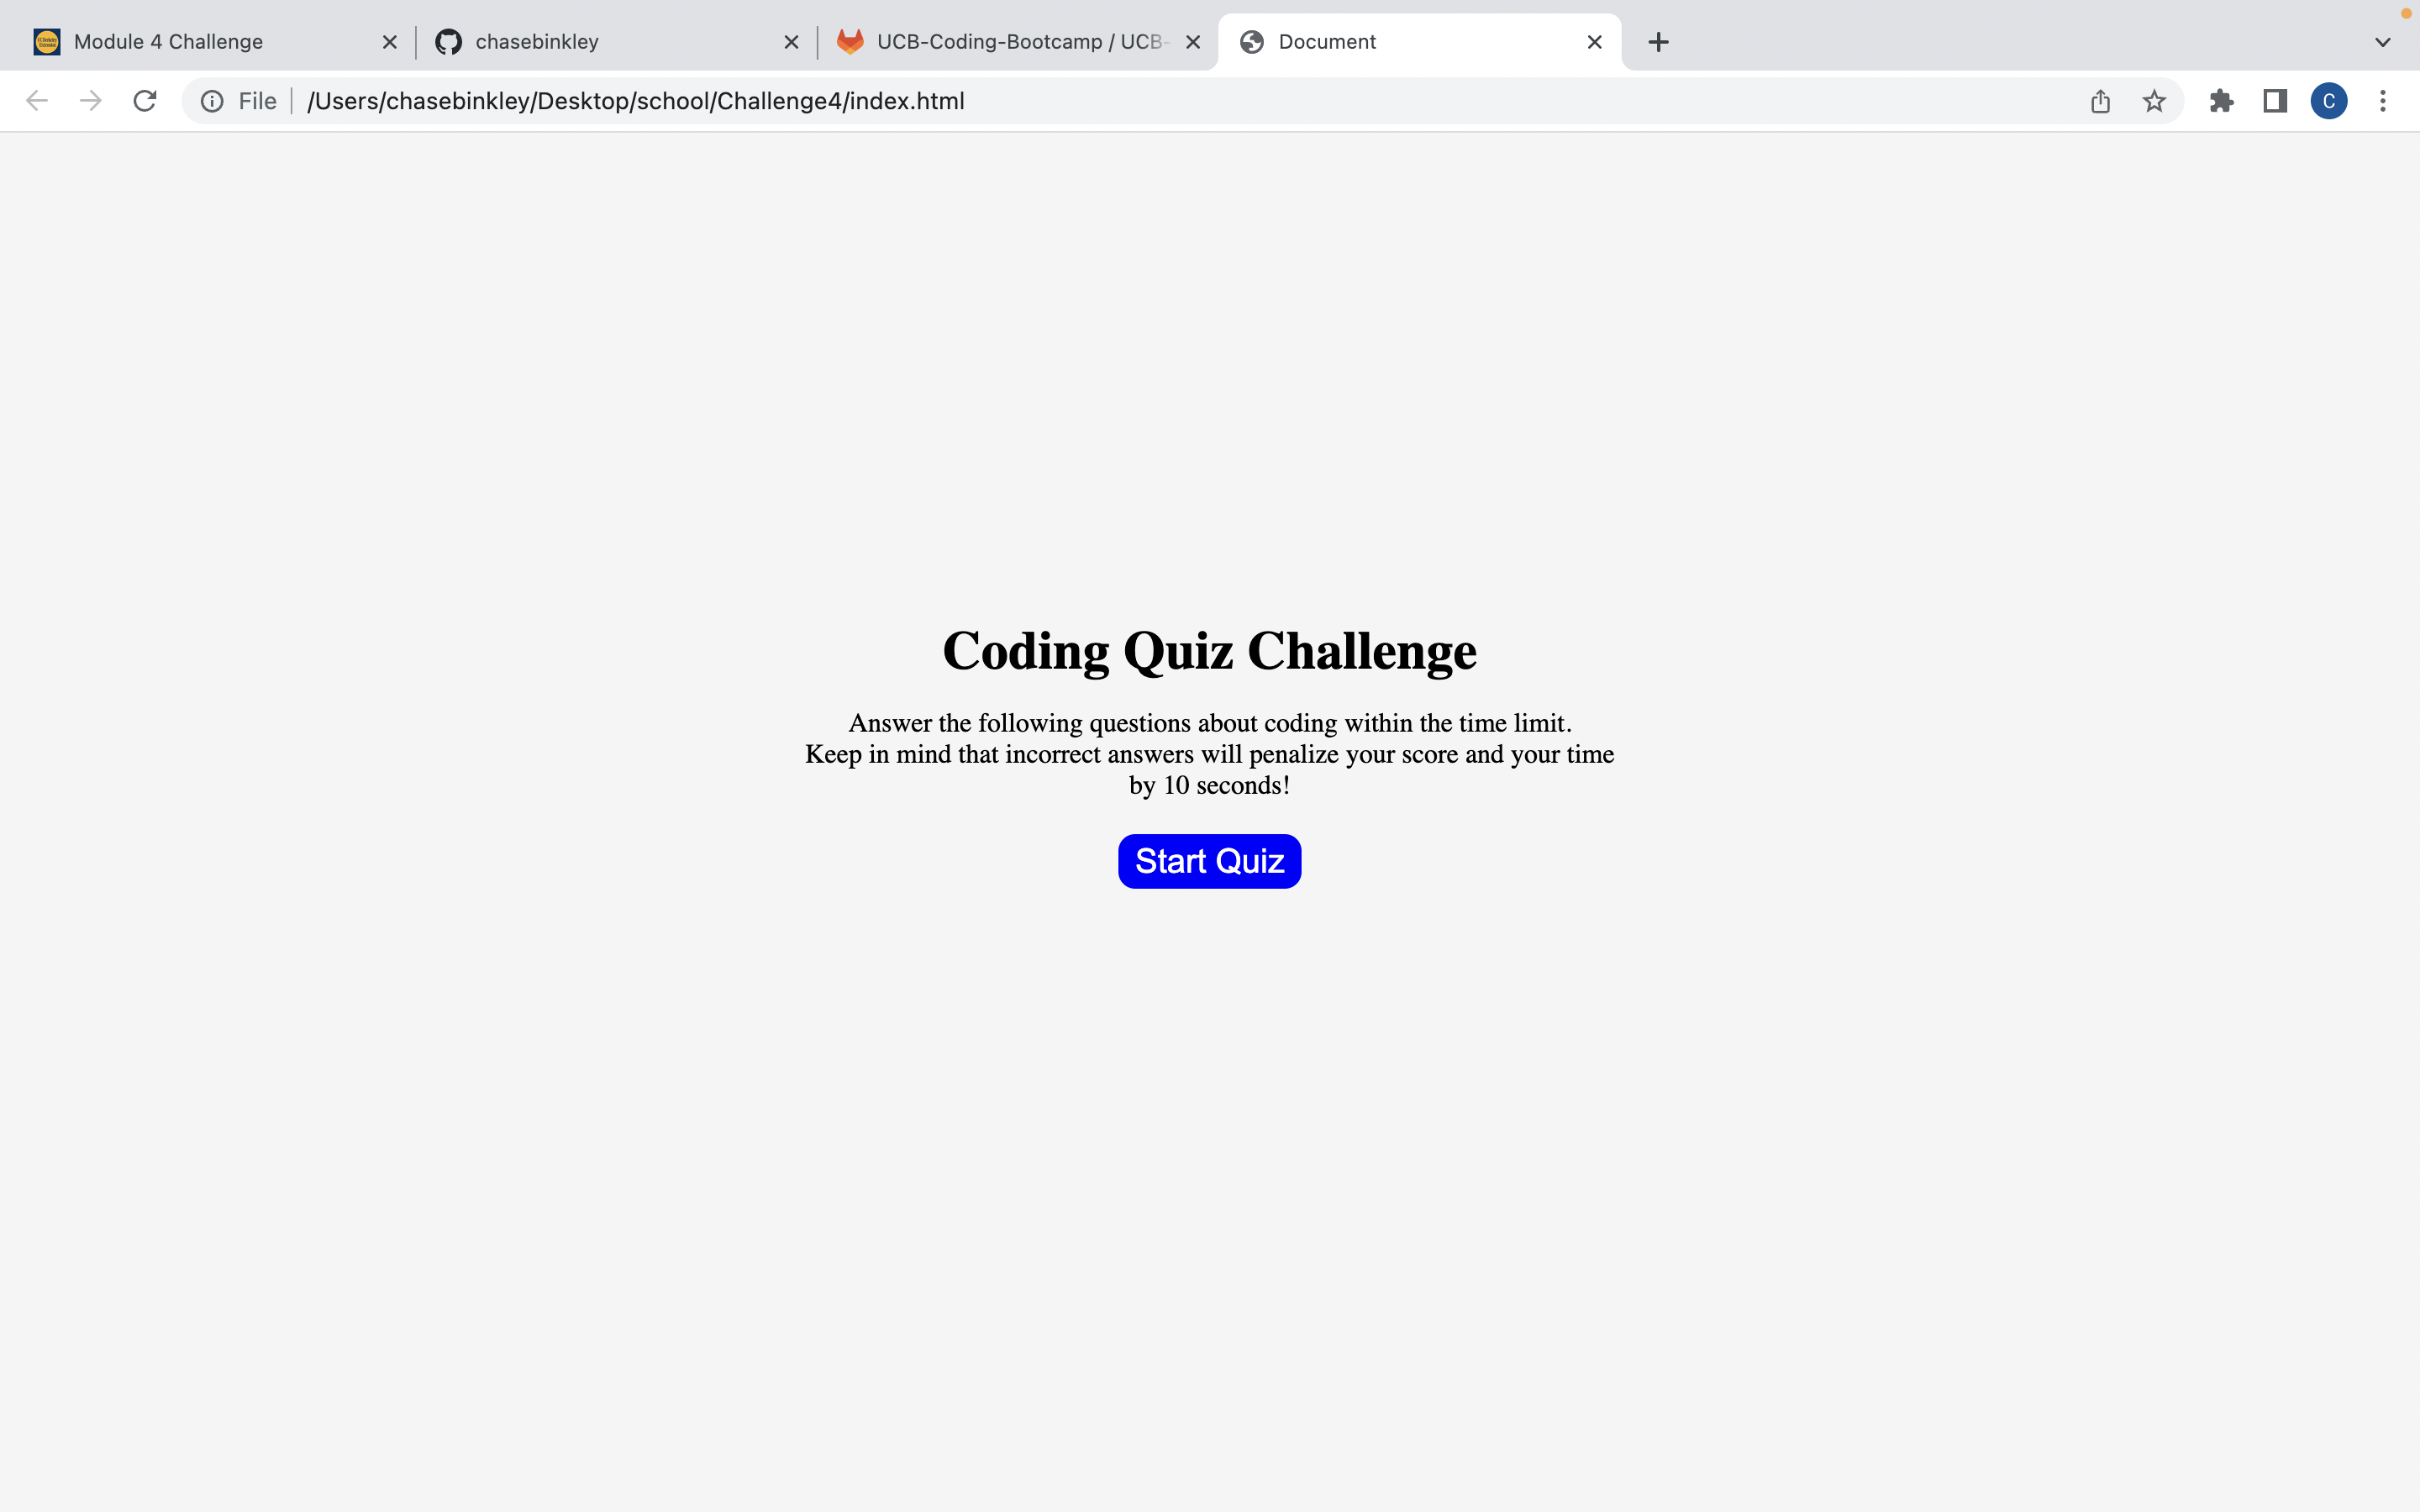 Module 4 Challenge
chasebinkley
UCB-Coding-Bootcamp / UCB-
Document
File
/Users/chasebinkley/Desktop/school/Challenge4/index.html
C
Coding Quiz Challenge
Answer the following questions about coding within the time limit.
Keep in mind that incorrect answers will penalize your score and your time
by 10 seconds!
Start Quiz